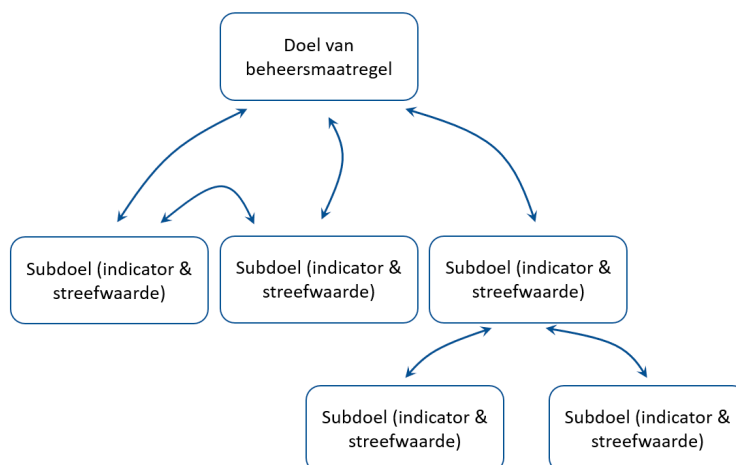 Doel van
beheersmaatregel
Subdoel (indicator &
streefwaarde)
Subdoel (indicator &
streefwaarde)
Subdoel (indicator &
streefwaarde)
Subdoel (indicator &
streefwaarde)
Subdoel (indicator &
streefwaarde)